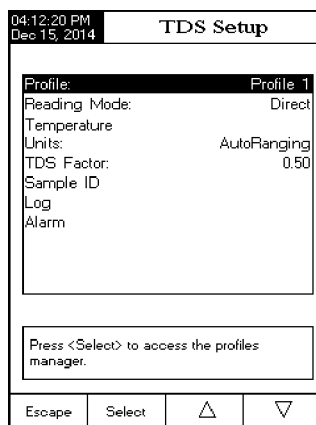 04:12:20 PM
Dec 15, 2014
TDS Setup
Profile: Profile 1
Reading Mode: Direct
Temperature
Units: AutoRanging
TDS Factor: 0.50
Sample ID
Log
Alarm
Press <Select> to access the profiles
manager.
Escape Select △ ▽